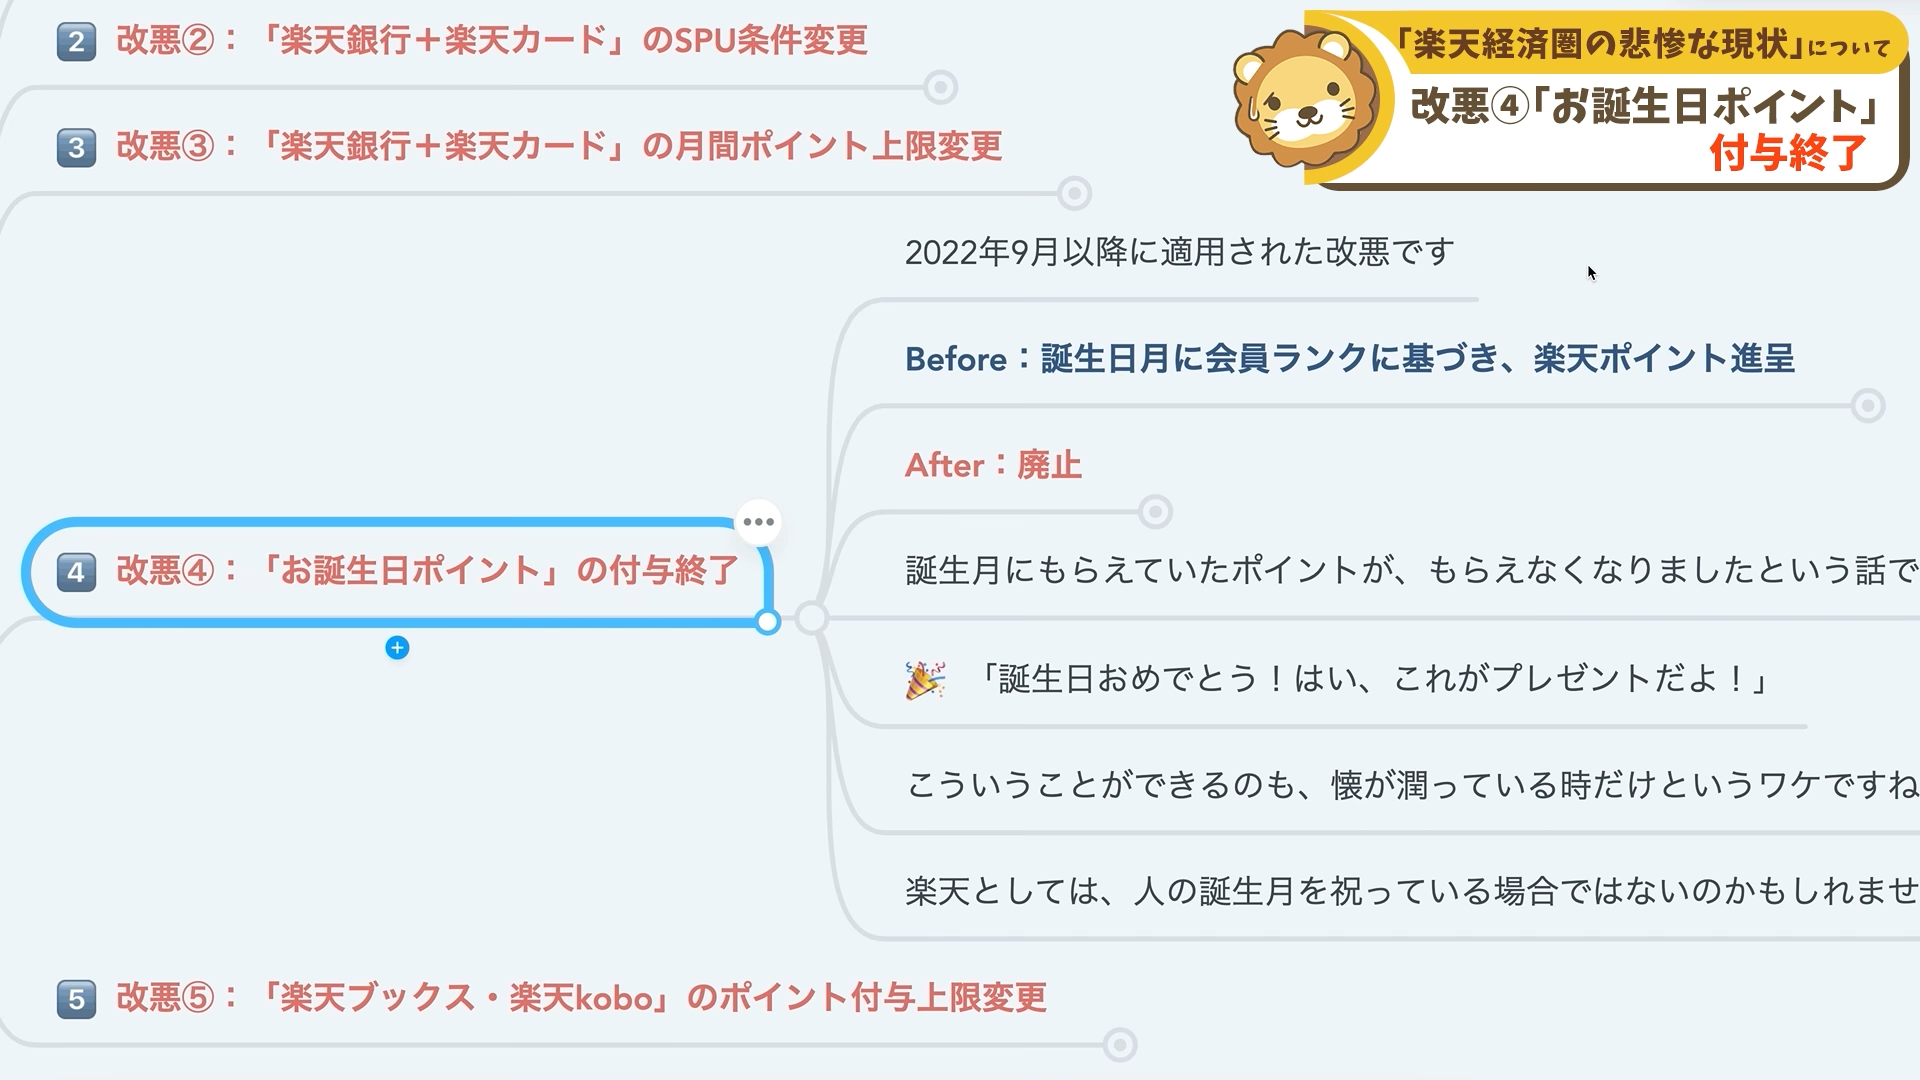 2 改悪②：「楽天銀行＋楽天カード」のSPU条件変更
「楽天経済圏の悲惨な現状」について
改悪④「お誕生日ポイント」
付与終了
3 改悪③：「楽天銀行＋楽天カード」の月間ポイント上限変更
2022年9月以降に適用された改悪です
Before：誕生日月に会員ランクに基づき、楽天ポイント進呈
After：廃止
4 改悪④：「お誕生日ポイント」の付与終了
誕生月にもらえていたポイントが、もらえなくなりましたという話で
🎉 「誕生日おめでとう！はい、これがプレゼントだよ！」
こういうことができるのも、懐が潤っている時だけというワケですね
楽天としては、人の誕生月を祝っている場合ではないのかもしれませ
5 改悪⑤：「楽天ブックス・楽天kobo」のポイント付与上限変更